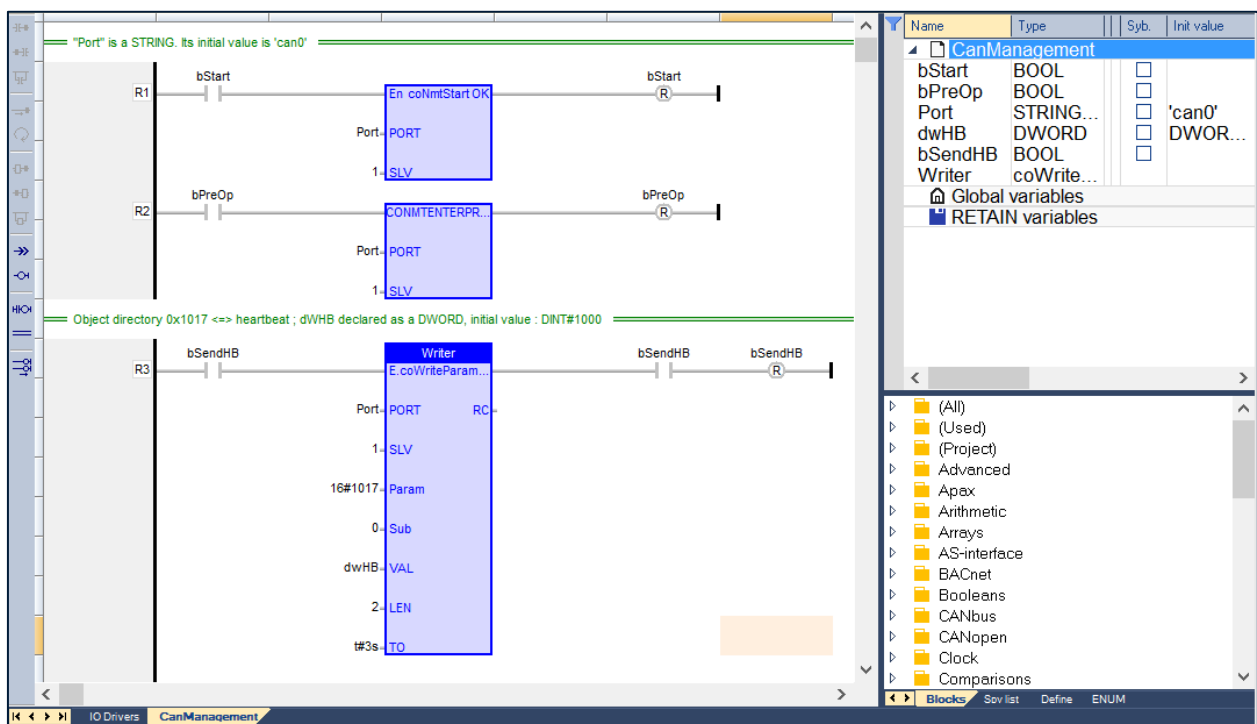 "Port" is a STRING. Its initial value is 'can0'
bStart bStart
R1 En coNmtStart OK R
Port PORT
1 SLV
bPreOp bPreOp
R2 CONMTENTERPR... R
Port PORT
1 SLV
Object directory 0x1017 <=> heartbeat ; dWHB declared as a DWORD, initial value : DINT#1000
bSendHB Writer bSendHB bSendHB
R3 E.coWriteParam... R
Port PORT RC
1 SLV
16#1017 Param
0 Sub
dwHB VAL
2 LEN
t#3s TO
IO Drivers CanManagement
Name Type Syb. Init value
CanManagement
bStart BOOL
bPreOp BOOL
Port STRING... 'can0'
dwHB DWORD DWOR...
bSendHB BOOL
Writer coWrite...
Global variables
RETAIN variables
(All)
(Used)
(Project)
Advanced
Apax
Arithmetic
Arrays
AS-interface
BACnet
Booleans
CANbus
CANopen
Clock
Comparisons
Blocks Spv list Define ENUM